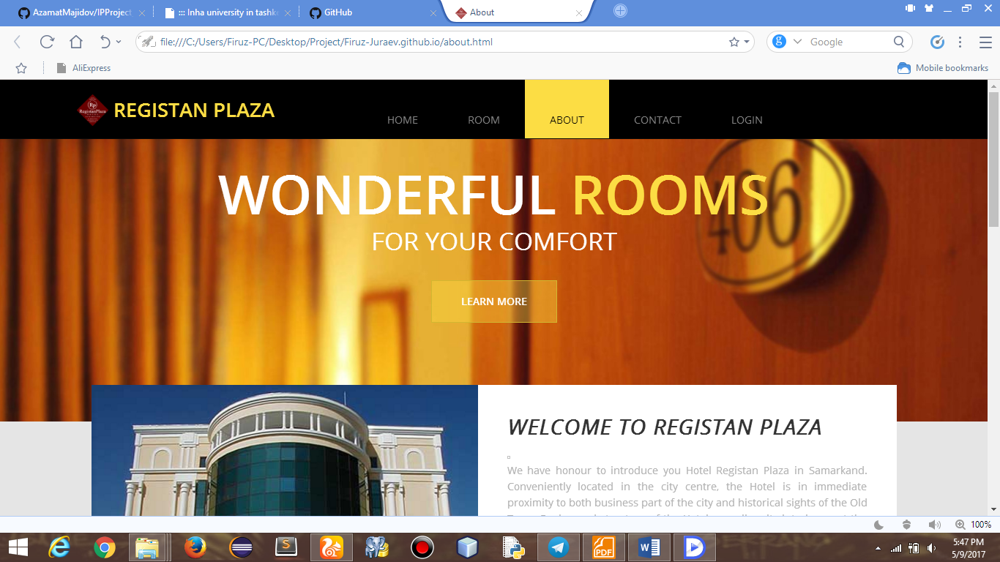 AzamatMajidov/IPProject
::: Inha university in tashk
GitHub
About
file:///C:/Users/Firuz-PC/Desktop/Project/Firuz-Juraev.github.io/about.html
Google
AliExpress
Mobile bookmarks
Rp
RegistanPlaza
REGISTAN PLAZA
HOME
ROOM
ABOUT
CONTACT
LOGIN
WONDERFUL ROOMS
406
FOR YOUR COMFORT
LEARN MORE
WELCOME TO REGISTAN PLAZA
We have honour to introduce you Hotel Registan Plaza in Samarkand.
Conveniently located in the city centre, the Hotel is in immediate
proximity to both business part of the city and historical sights of the Old
100%
PDF
5:47 PM
5/9/2017